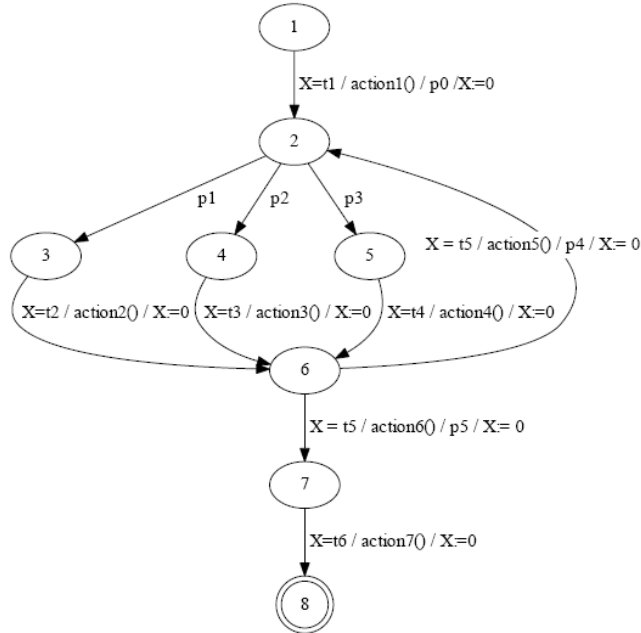 1
X=t1 / action1() / p0 /X:=0
2
p1
p2
p3
3
4
5
X = t5 / action5() / p4 / X:= 0
X=t2 / action2() / X:=0
X=t3 / action3() / X:=0
X=t4 / action4() / X:=0
6
X = t5 / action6() / p5 / X:= 0
7
X=t6 / action7() / X:=0
8